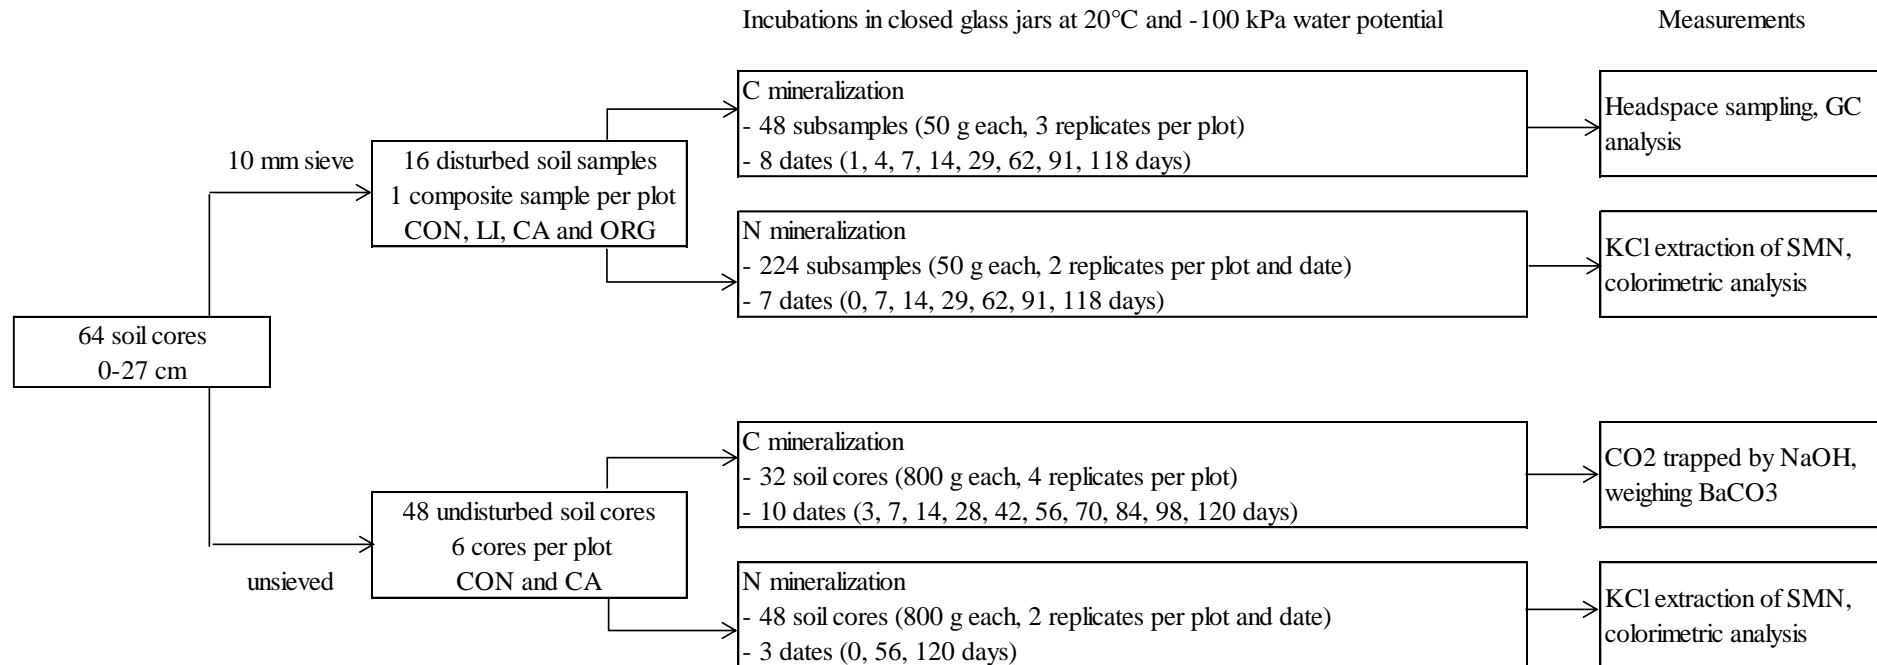 Incubations in closed glass jars at 20°C and -100 kPa water potential
Measurements
64 soil cores
0-27 cm
10 mm sieve
unsieved
16 disturbed soil samples
1 composite sample per plot
CON, LI, CA and ORG
C mineralization
- 48 subsamples (50 g each, 3 replicates per plot)
- 8 dates (1, 4, 7, 14, 29, 62, 91, 118 days)
Headspace sampling, GC
analysis
N mineralization
- 224 subsamples (50 g each, 2 replicates per plot and date)
- 7 dates (0, 7, 14, 29, 62, 91, 118 days)
KCl extraction of SMN,
colorimetric analysis
48 undisturbed soil cores
6 cores per plot
CON and CA
C mineralization
- 32 soil cores (800 g each, 4 replicates per plot)
- 10 dates (3, 7, 14, 28, 42, 56, 70, 84, 98, 120 days)
CO2 trapped by NaOH,
weighing BaCO3
N mineralization
- 48 soil cores (800 g each, 2 replicates per plot and date)
- 3 dates (0, 56, 120 days)
KCl extraction of SMN,
colorimetric analysis